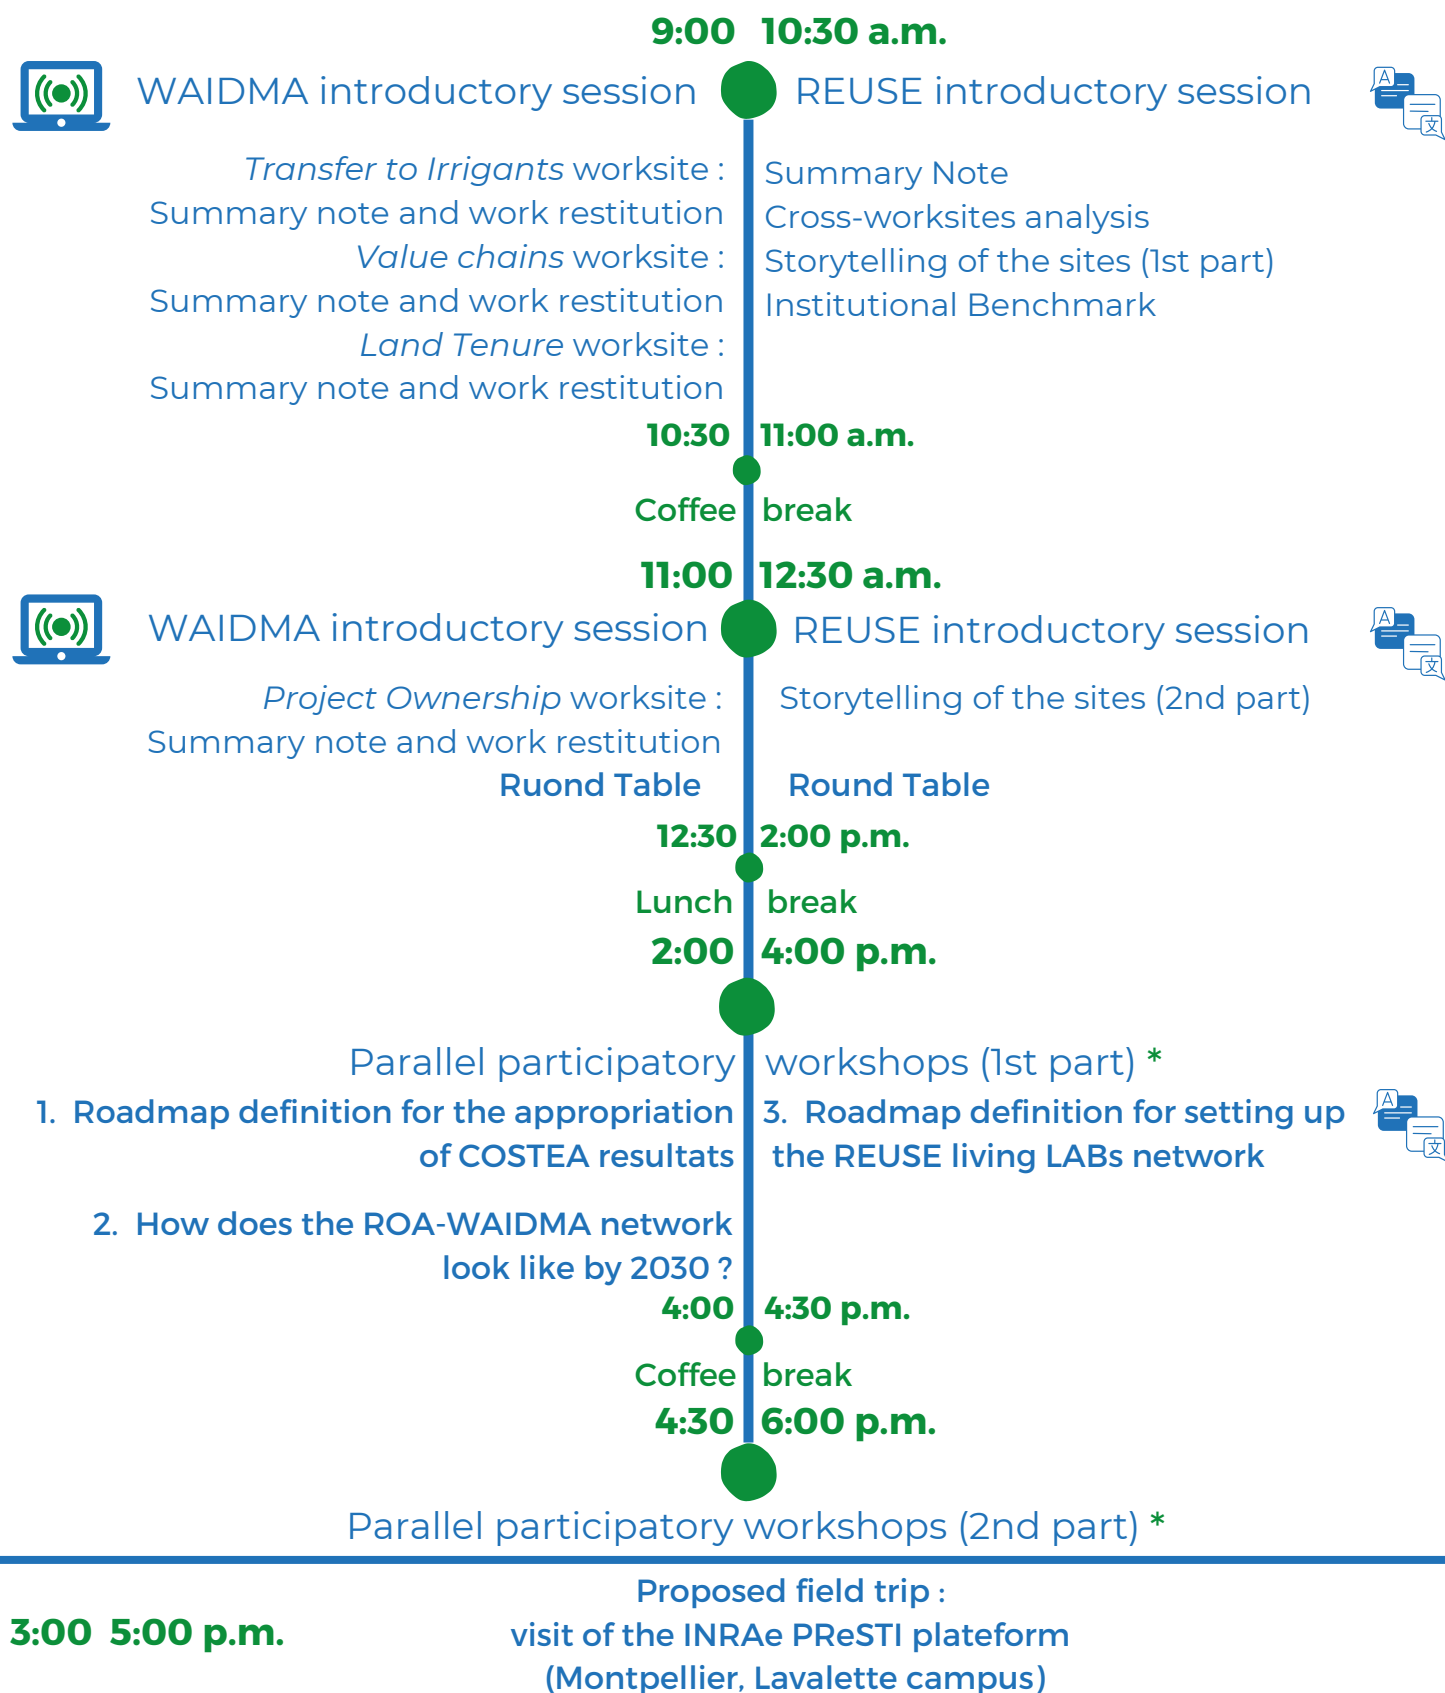 9:00 10:30 a.m.
WAIDMA introductory session
REUSE introductory session
Transfer to Irrigants worksite :
Summary note and work restitution
Value chains worksite :
Summary note and work restitution
Land Tenure worksite :
Summary note and work restitution
Summary Note
Cross-worksites analysis
Storytelling of the sites (1st part)
Institutional Benchmark
10:30 11:00 a.m.
Coffee break
11:00 12:30 a.m.
WAIDMA introductory session
REUSE introductory session
Project Ownership worksite :
Summary note and work restitution
Ruond Table
Storytelling of the sites (2nd part)
Round Table
12:30 2:00 p.m.
Lunch break
2:00 4:00 p.m.
Parallel participatory workshops (1st part) *
1. Roadmap definition for the appropriation
of COSTEA resultats
2. How does the ROA-WAIDMA network
look like by 2030 ?
3. Roadmap definition for setting up
the REUSE living LABs network
4:00 4:30 p.m.
Coffee break
4:30 6:00 p.m.
Parallel participatory workshops (2nd part) *
3:00 5:00 p.m.
Proposed field trip :
visit of the INRAe PReSTI plateform
(Montpellier, Lavalette campus)